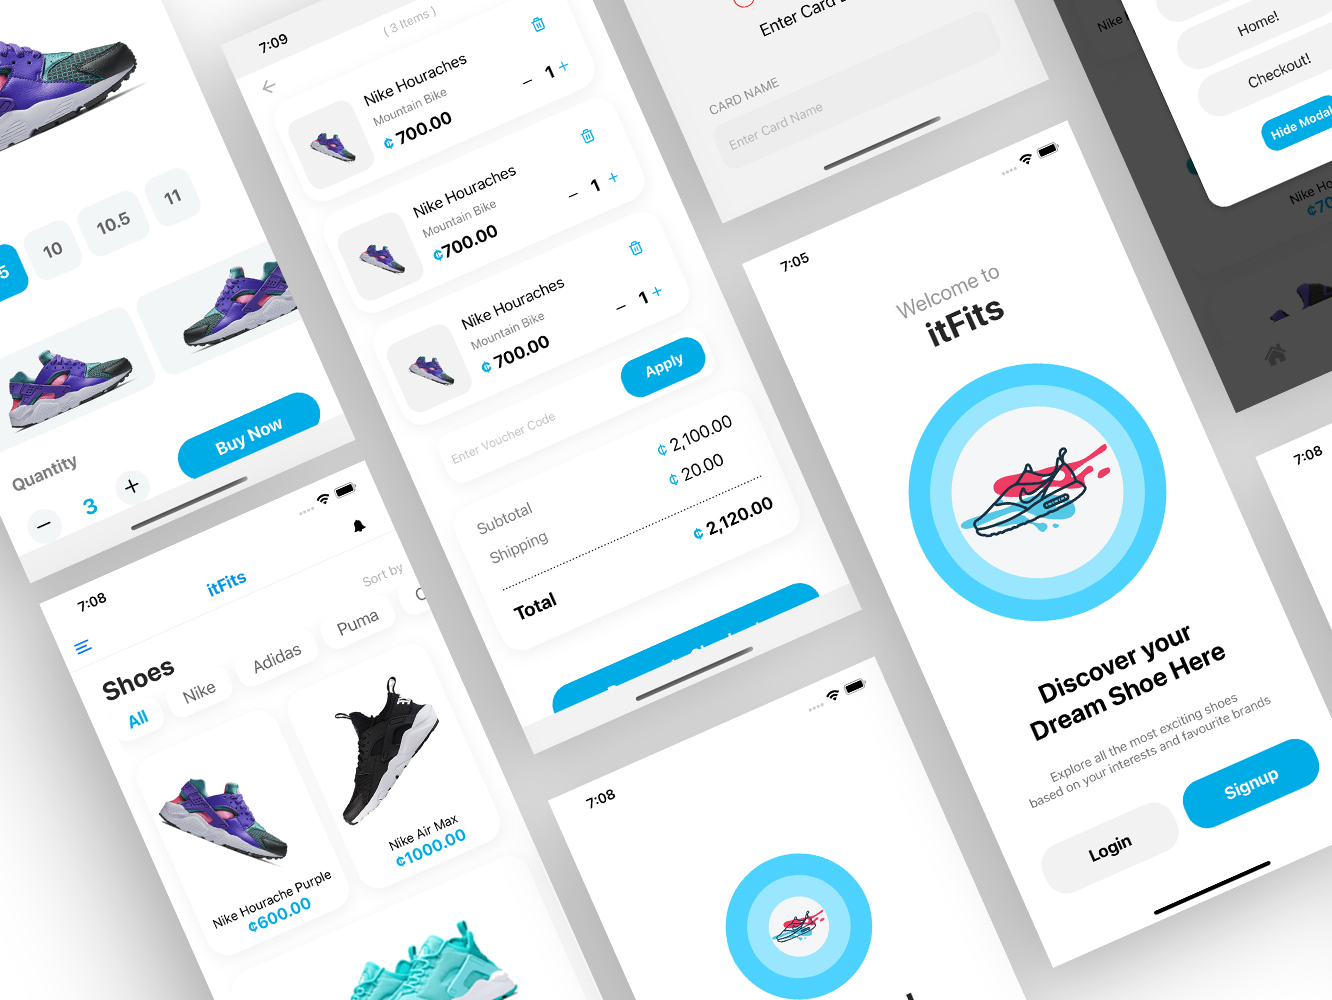 10
10.5
11
Buy Now
Quantity
3
7:09
( 3 Items )
Nike Houraches
Mountain Bike
₵ 700.00
1
Nike Houraches
Mountain Bike
₵700.00
1
Nike Houraches
Mountain Bike
₵ 700.00
1
Enter Voucher Code
Apply
Subtotal
₵ 2,100.00
Shipping
₵ 20.00
Total
₵ 2,120.00
7:08
itFits
Sort by
Shoes
All
Nike
Adidas
Puma
Nike Hourache Purple
₵600.00
Nike Air Max
₵1000.00
Enter Card
CARD NAME
Enter Card Name
7:05
Welcome to
itFits
Discover your
Dream Shoe Here
Explore all the most exciting shoes
based on your interests and favourite brands
Login
Signup
7:08
Nike
Home!
Checkout!
Hide Modal
Nike Ho
₵70
7:08